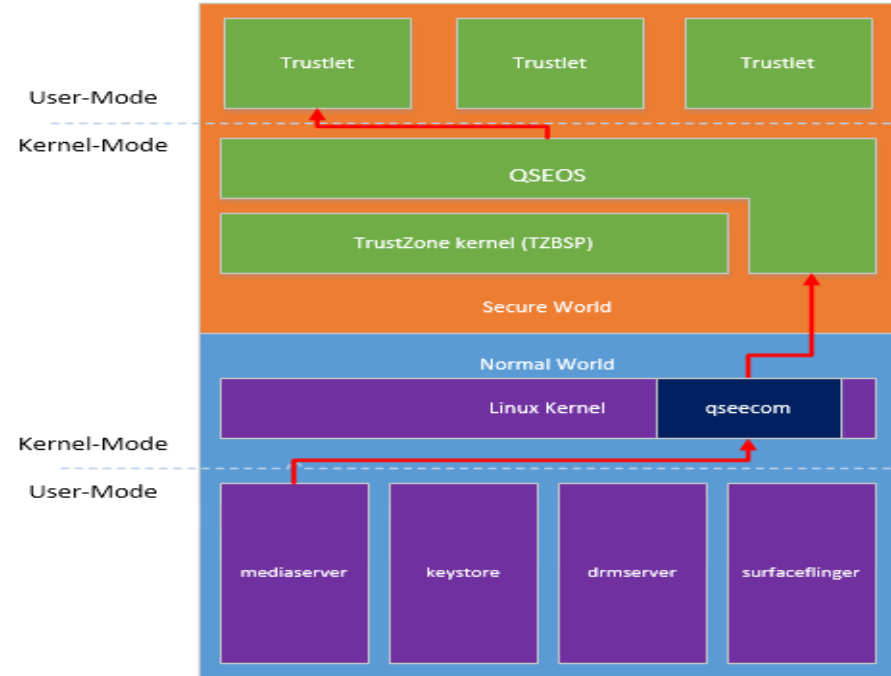 Trustlet
Trustlet
Trustlet
User-Mode
Kernel-Mode
QSEOS
TrustZone kernel (TZBSP)
Secure World
Normal World
Linux Kernel
qseecom
Kernel-Mode
User-Mode
mediaserver
keystore
drmserver
surfaceflinger